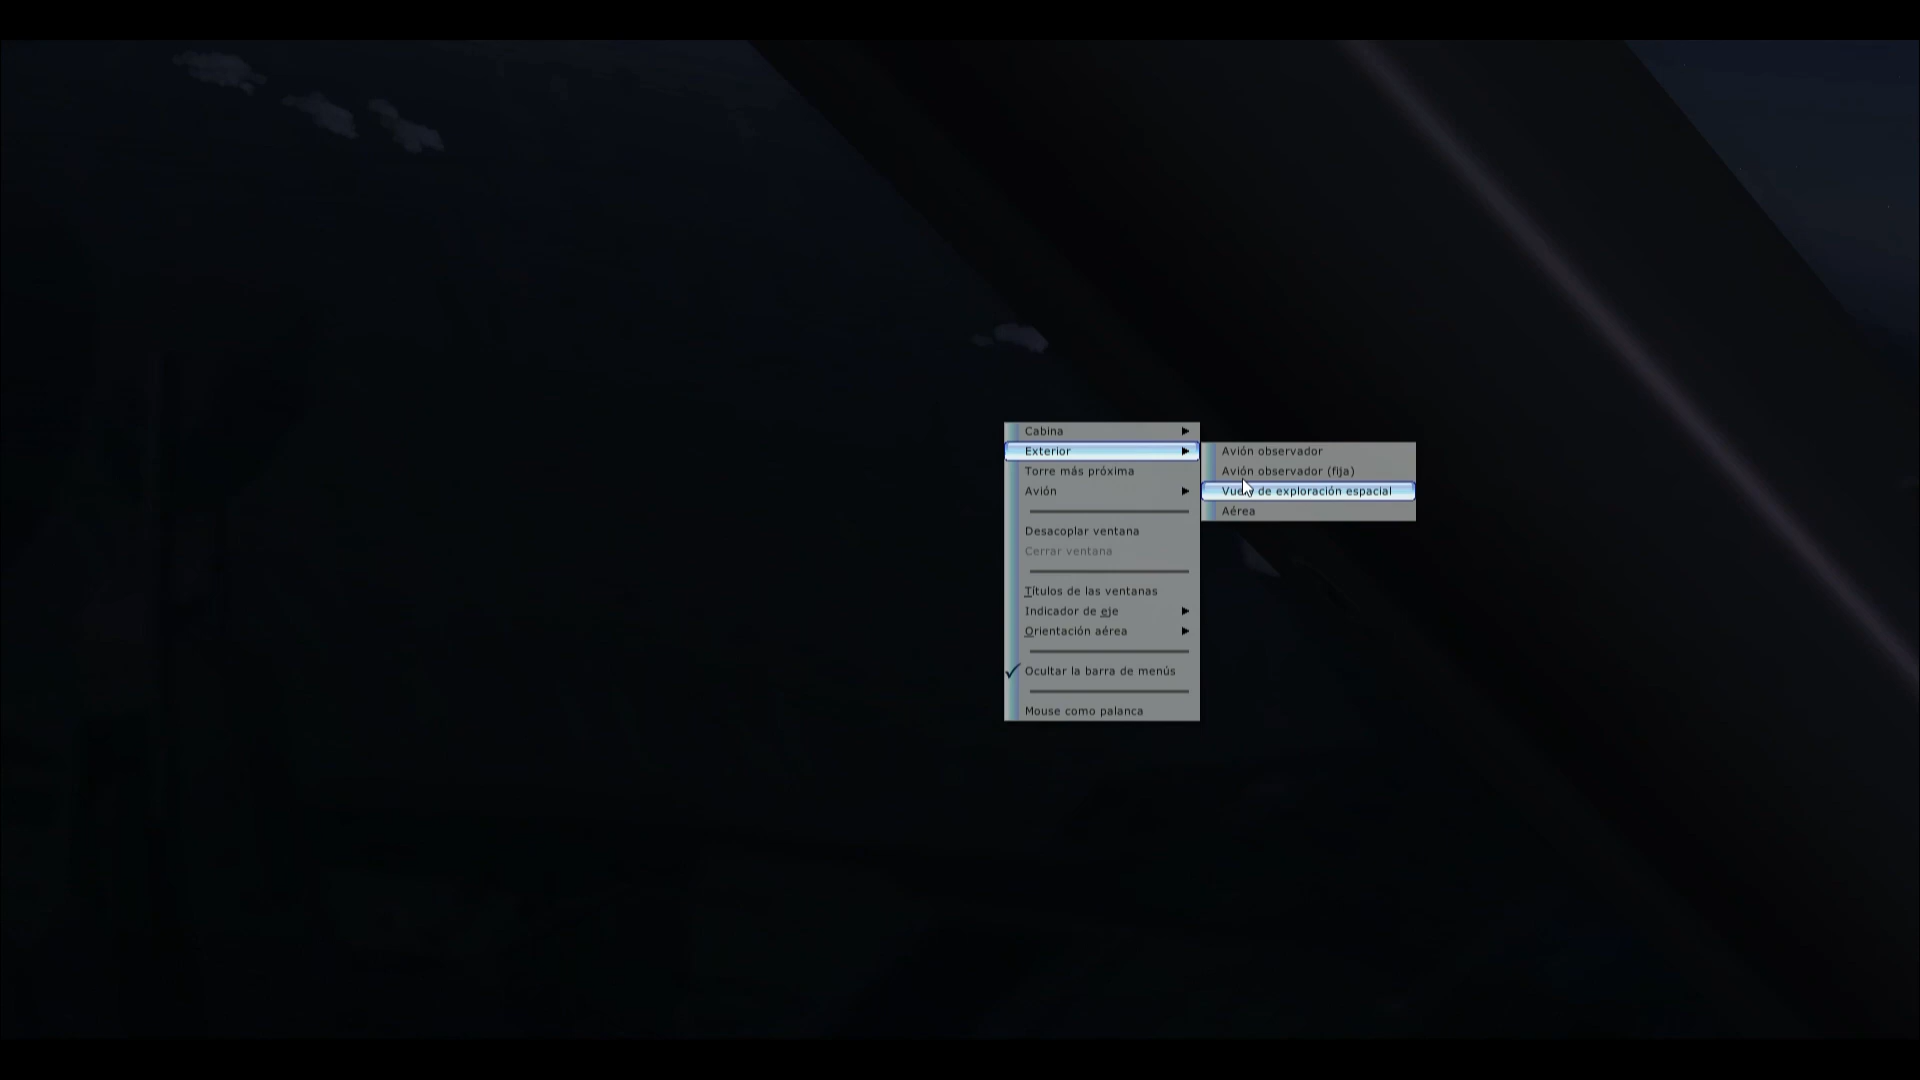 Cabina
Exterior
Torre más próxima
Avión
Desacoplar ventana
Cerrar ventana
Títulos de las ventanas
Indicador de eje
Orientación aérea
Ocultar la barra de menús
Mouse como palanca
Avión observador
Avión observador (fija)
Vuelo de exploración espacial
Aérea